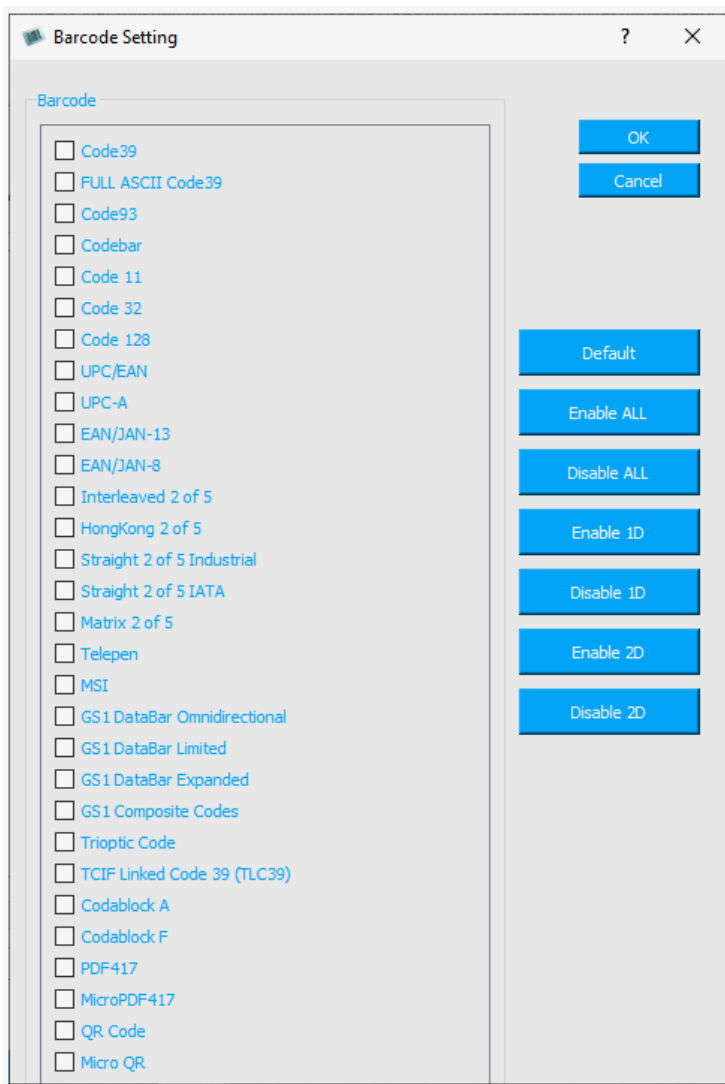 Barcode Setting
?
Barcode
Code39
FULL ASCII Code39
Code93
Codebar
Code 11
Code 32
Code 128
UPC/EAN
UPC-A
EAN/JAN-13
EAN/JAN-8
Interleaved 2 of 5
HongKong 2 of 5
Straight 2 of 5 Industrial
Straight 2 of 5 IATA
Matrix 2 of 5
Telepen
MSI
GS1 DataBar Omnidirectional
GS1 DataBar Limited
GS1 DataBar Expanded
GS1 Composite Codes
Trioptic Code
TCIF Linked Code 39 (TLC39)
Codablock A
Codablock F
PDF417
MicroPDF417
QR Code
Micro QR
OK
Cancel
Default
Enable ALL
Disable ALL
Enable 1D
Disable 1D
Enable 2D
Disable 2D